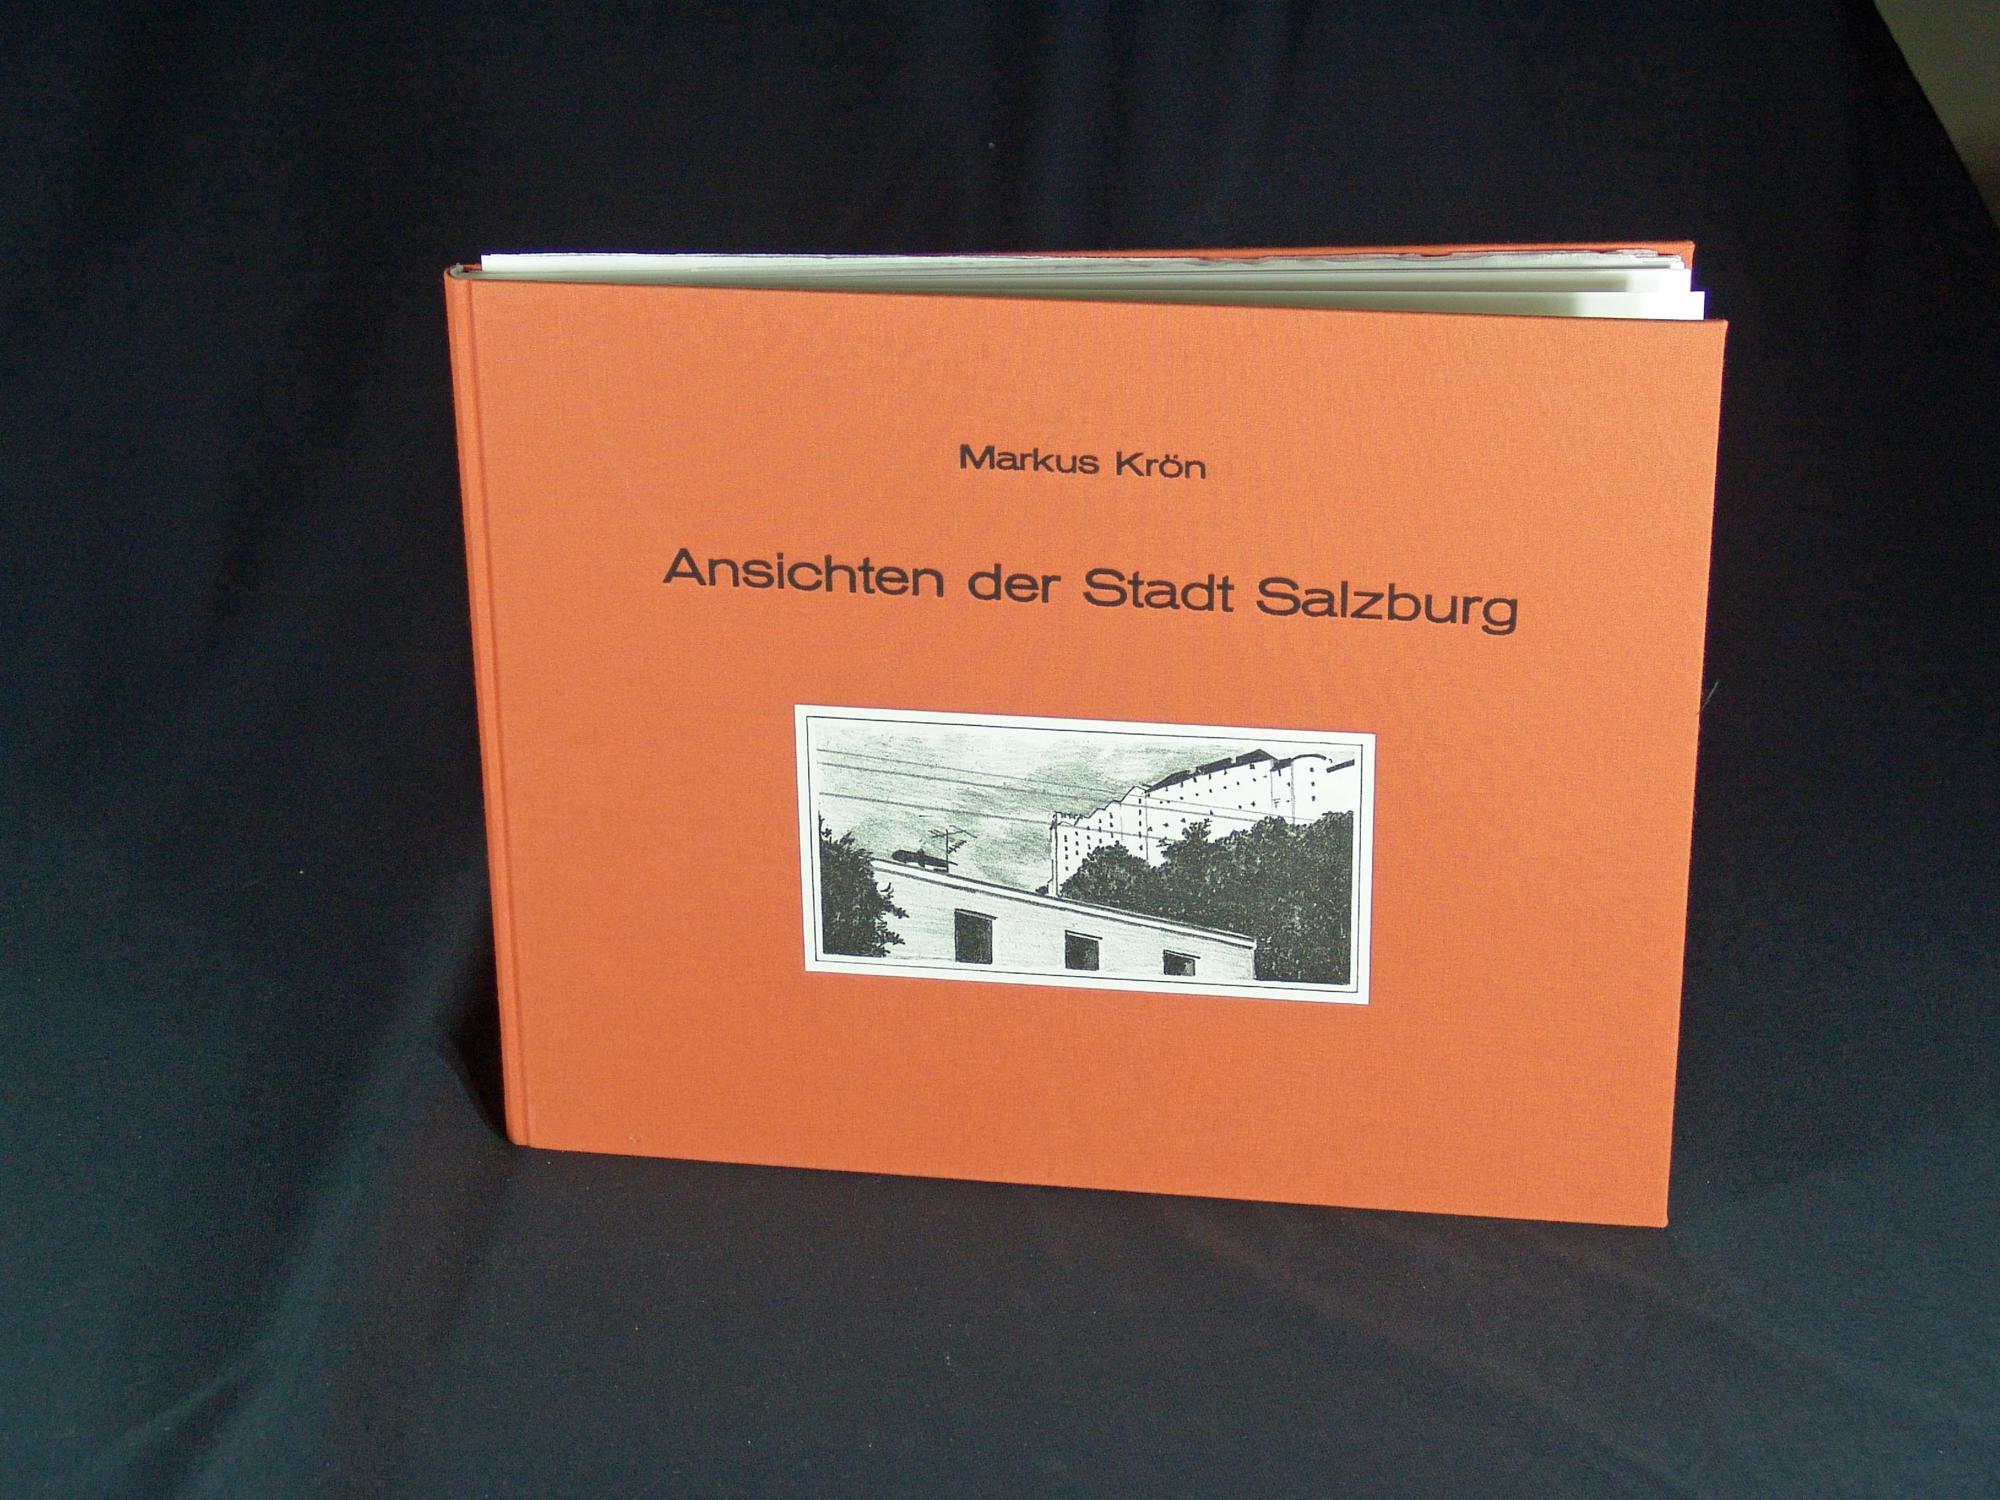 Markus Krön
Ansichten der Stadt Salzburg